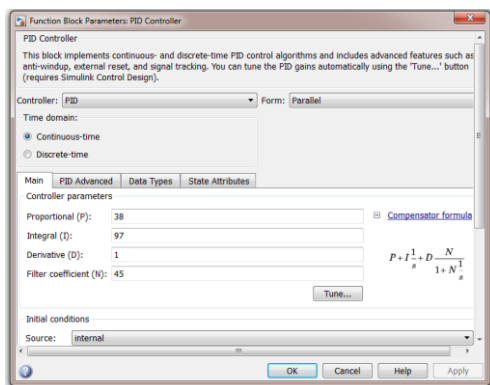 Function Block Parameters: PID Controller
PID Controller
This block implements continuous- and discrete-time PID control algorithms and includes advanced features such as
anti-windup, external reset, and signal tracking. You can tune the PID gains automatically using the 'Tune...' button
(requires Simulink Control Design).
Controller: PID Form: Parallel
Time domain:
Continuous-time
Discrete-time
Main PID Advanced Data Types State Attributes
Controller parameters
Proportional (P): 38 Compensator formula
Integral (I): 97
Derivative (D): 1
Filter coefficient (N): 45
P+I 1/s + D N/(1+N 1/s)
Tune...
Initial conditions
Source: internal
OK Cancel Help Apply